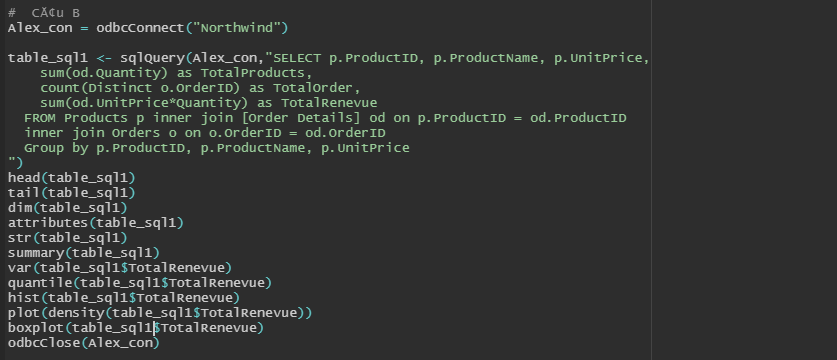 #  CÃ¢u B
Alex_con = odbcConnect("Northwind")
table_sql1 <- sqlQuery(Alex_con,"SELECT p.ProductID, p.ProductName, p.UnitPrice,
sum(od.Quantity) as TotalProducts,
count(Distinct o.OrderID) as TotalOrder,
sum(od.UnitPrice*Quantity) as TotalRenevue
FROM Products p inner join [Order Details] od on p.ProductID = od.ProductID
inner join Orders o on o.OrderID = od.OrderID
Group by p.ProductID, p.ProductName, p.UnitPrice
")
head(table_sql1)
tail(table_sql1)
dim(table_sql1)
attributes(table_sql1)
str(table_sql1)
summary(table_sql1)
var(table_sql1$TotalRenevue)
quantile(table_sql1$TotalRenevue)
hist(table_sql1$TotalRenevue)
plot(density(table_sql1$TotalRenevue))
boxplot(table_sql1$TotalRenevue)
odbcClose(Alex_con)